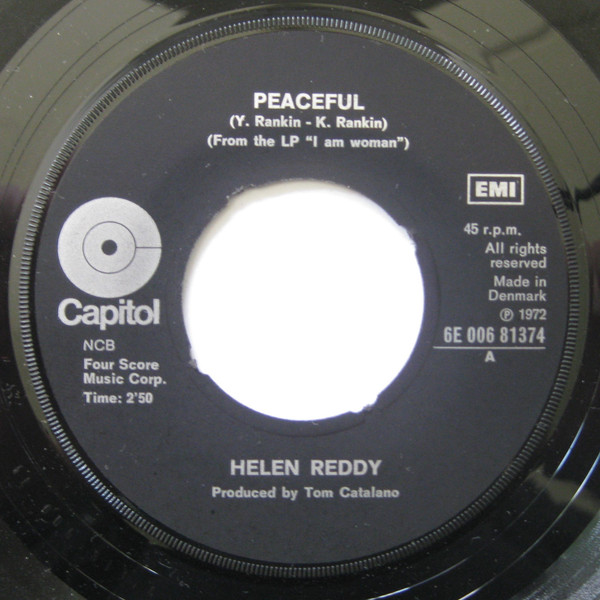 PEACEFUL
(Y. Rankin - K. Rankin)
(From the LP "I am woman")
EMI
45 r.p.m.
All rights
reserved
Made in
Denmark
Ⓟ 1972
6E 006 81374
A
Capitol
NCB
Four Score
Music Corp.
Time: 2'50
HELEN REDDY
Produced by Tom Catalano